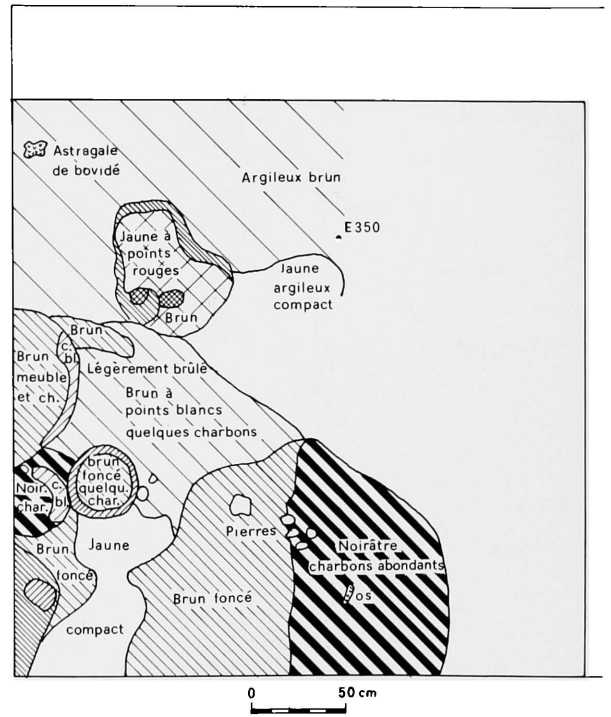 Astragale
de bovidé
Argileux brun
E350
Jaune à
points
rouges
Jaune
argileux
compact
Brun
Brun
c.
bl.
Brun
meuble
et ch.
Légèrement brûlé
Brun à
points blancs
quelques charbons
brun
foncé
quelqu.
char.
Noir.
char.
c.
bl.
Brun
foncé
Jaune
compact
Pierres
Brun foncé
Noirâtre
charbons abondants
os
0 50 cm